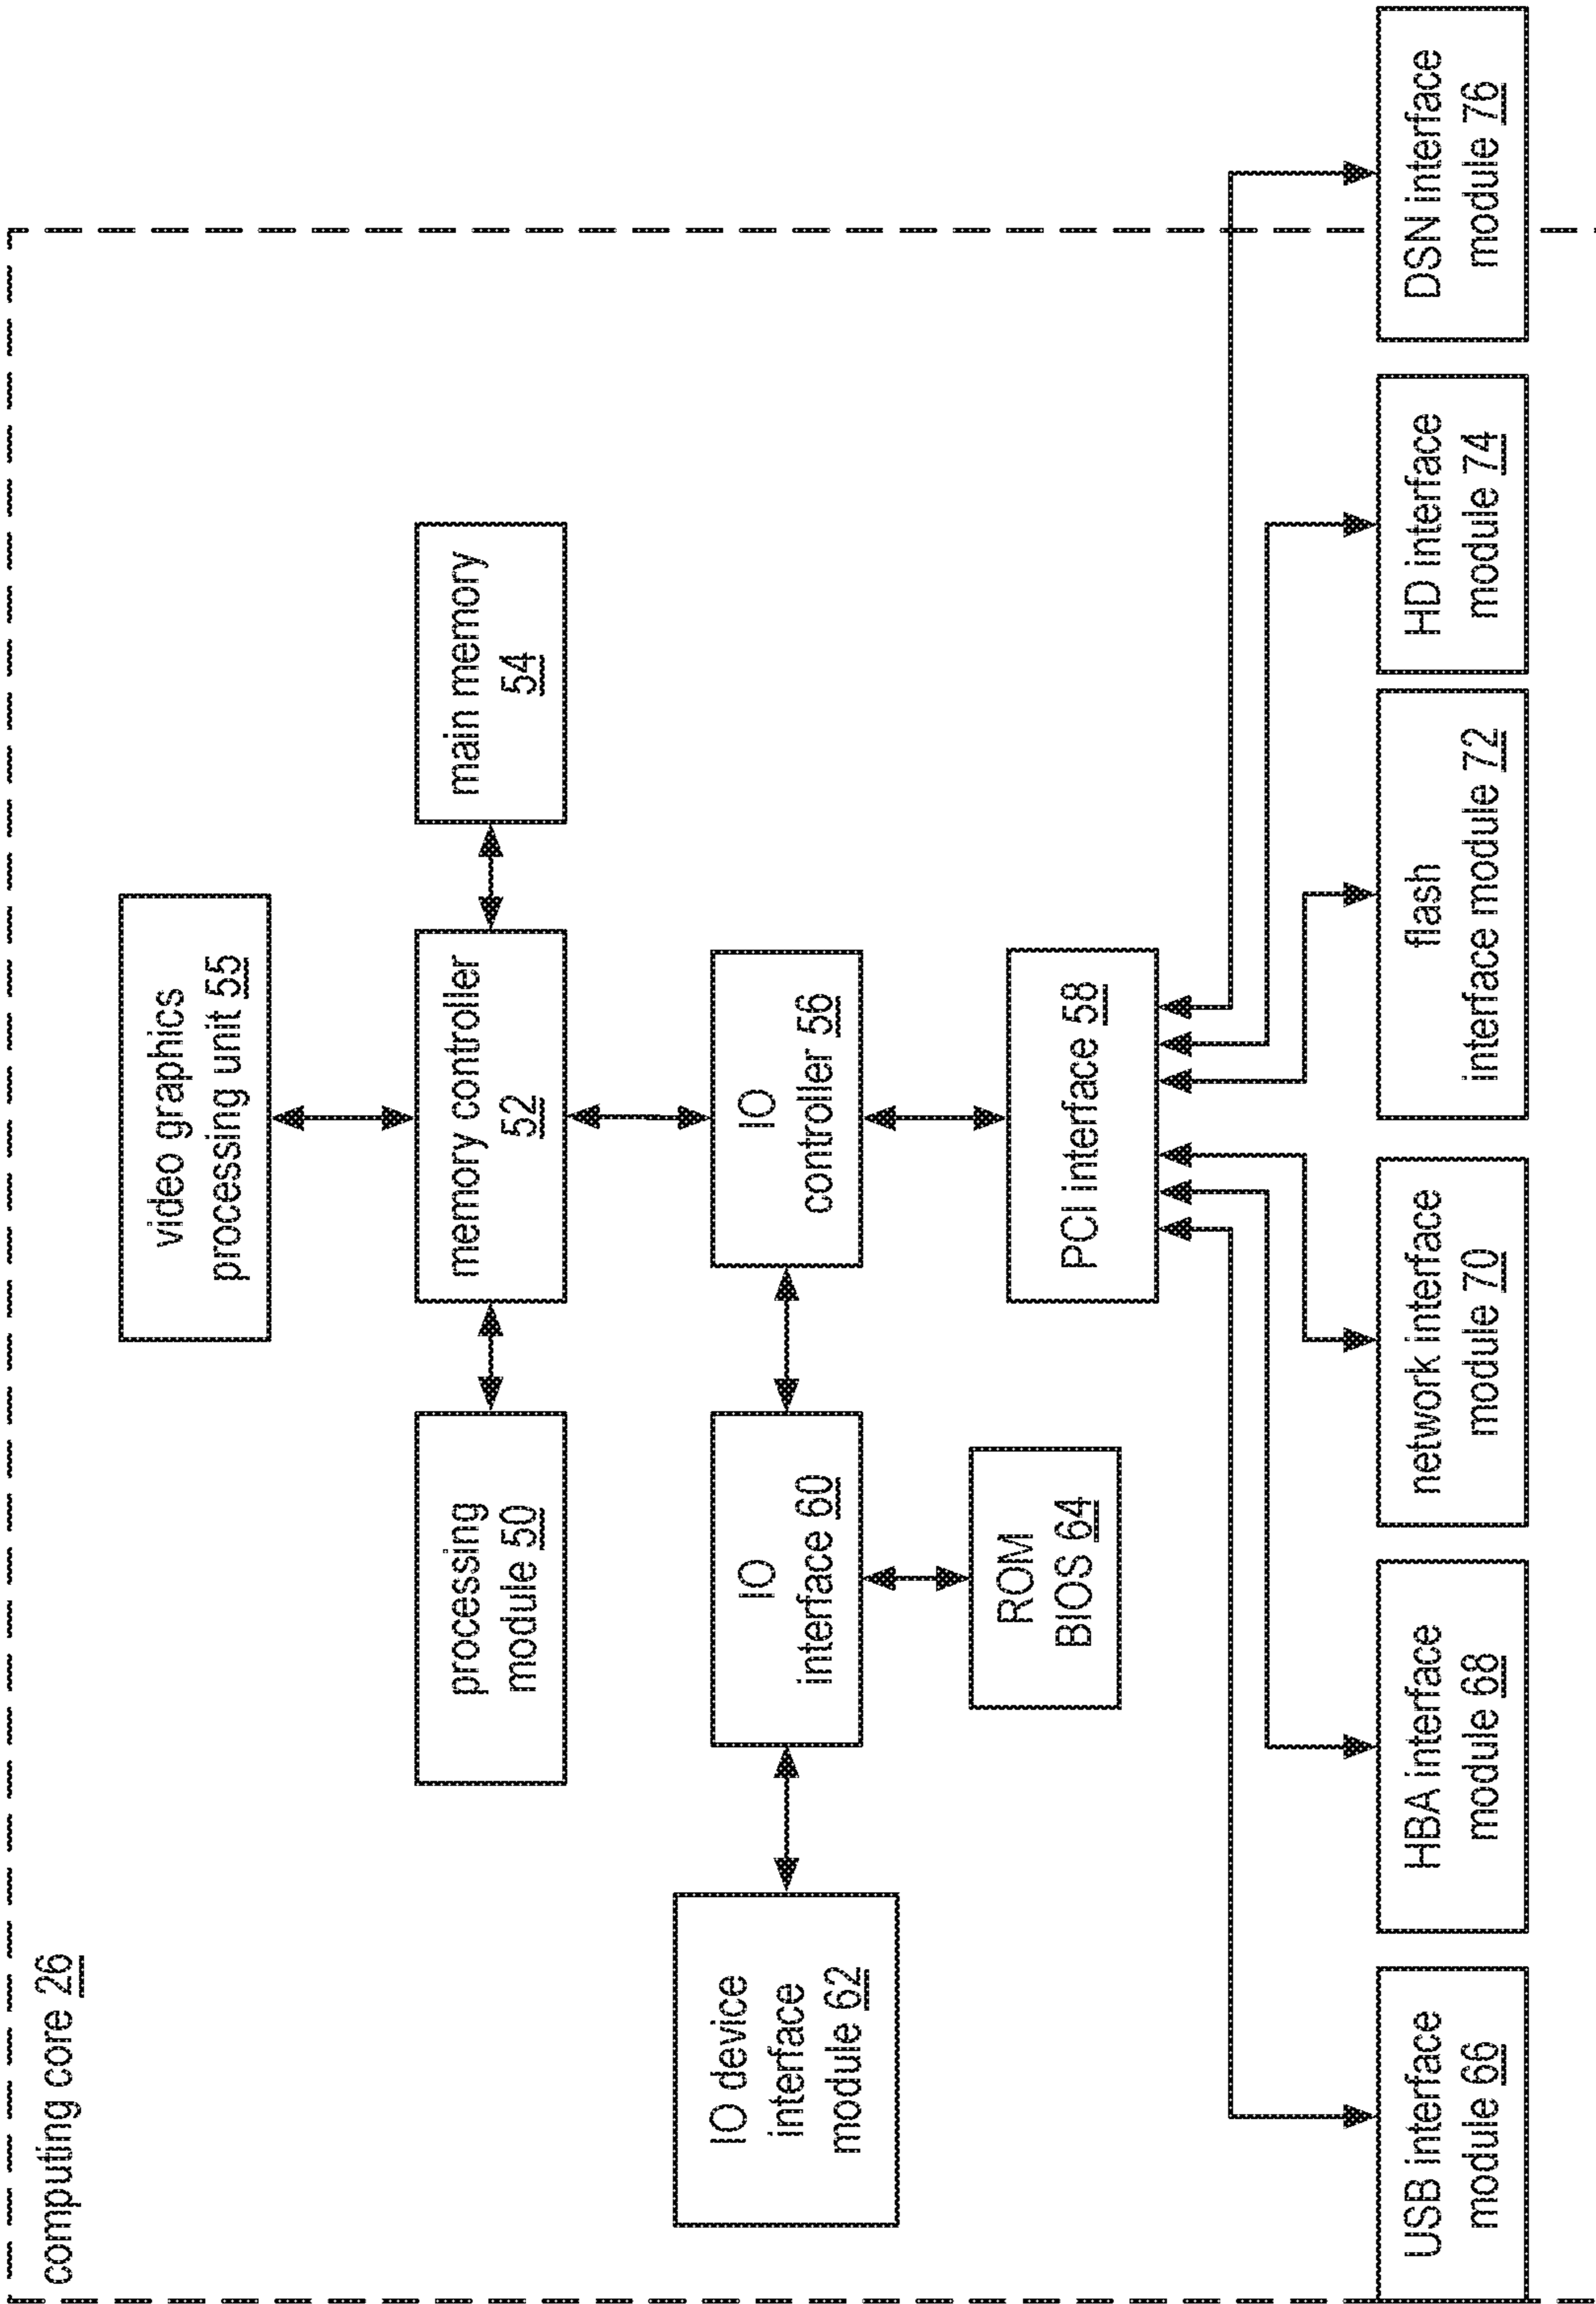 computing core 26
video graphics
processing unit 55
processing
module 50
memory controller
52
main memory
54
IO device
interface
module 62
IO
interface 60
IO
controller 56
ROM
BIOS 64
PCI interface 58
USB interface
module 66
HBA interface
module 68
network interface
module 70
flash
interface module 72
HD interface
module 74
DSN interface
module 76